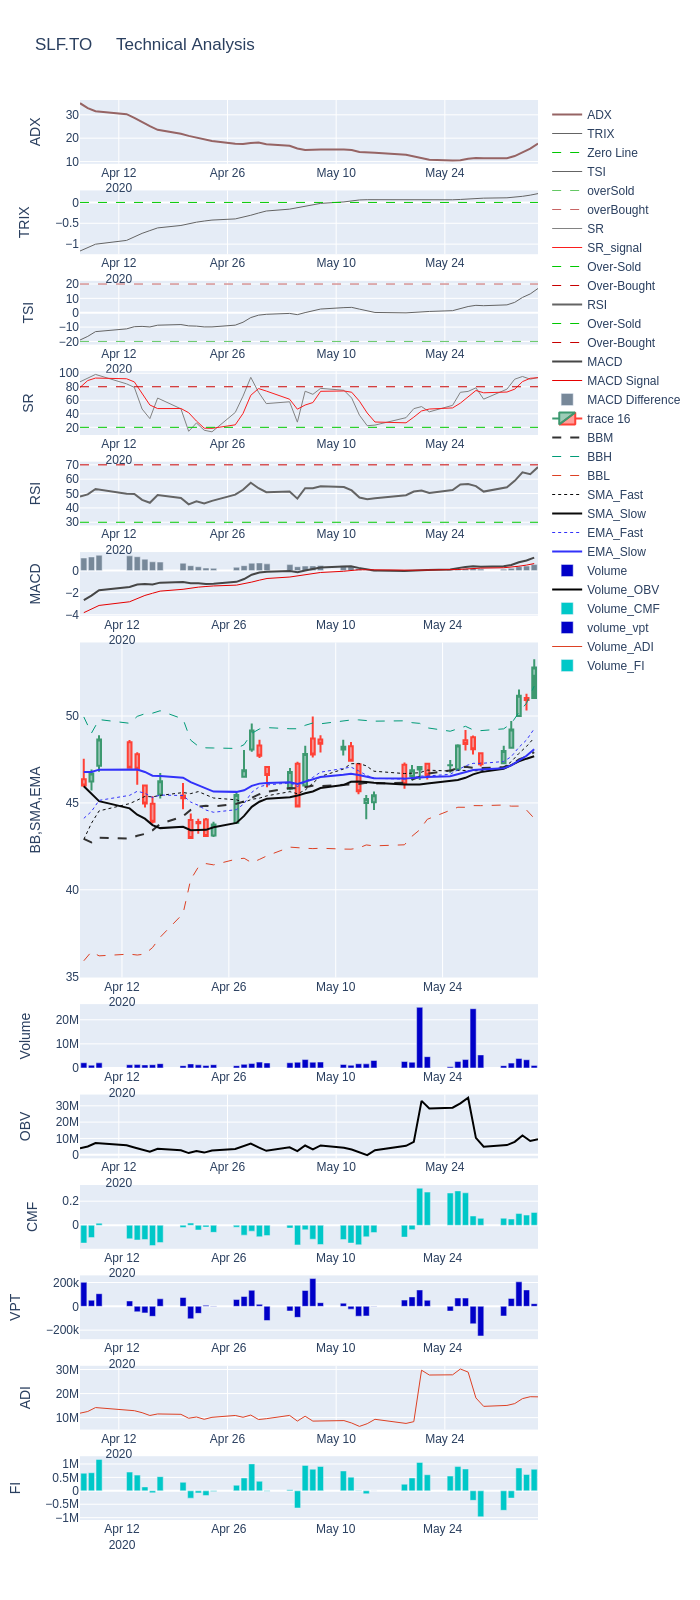 SLF.TO Technical Analysis
ADX
30
20
10
Apr 12
2020
Apr 26
May 10
May 24
TRIX
0
−0.5
−1
Apr 12
2020
Apr 26
May 10
May 24
TSI
20
10
0
−10
−20
Apr 12
2020
Apr 26
May 10
May 24
SR
100
80
60
40
20
Apr 12
2020
Apr 26
May 10
May 24
RSI
70
60
50
40
30
Apr 12
2020
Apr 26
May 10
May 24
MACD
0
−2
−4
Apr 12
2020
Apr 26
May 10
May 24
BB,SMA,EMA
50
45
40
35
Apr 12
2020
Apr 26
May 10
May 24
Volume
20M
10M
0
Apr 12
2020
Apr 26
May 10
May 24
OBV
30M
20M
10M
0
Apr 12
2020
Apr 26
May 10
May 24
CMF
0.2
0
Apr 12
2020
Apr 26
May 10
May 24
VPT
200k
0
−200k
Apr 12
2020
Apr 26
May 10
May 24
ADI
30M
20M
10M
Apr 12
2020
Apr 26
May 10
May 24
FI
1M
0.5M
0
−0.5M
−1M
Apr 12
2020
Apr 26
May 10
May 24
ADX
TRIX
Zero Line
TSI
overSold
overBought
SR
SR_signal
Over-Sold
Over-Bought
RSI
Over-Sold
Over-Bought
MACD
MACD Signal
MACD Difference
trace 16
BBM
BBH
BBL
SMA_Fast
SMA_Slow
EMA_Fast
EMA_Slow
Volume
Volume_OBV
Volume_CMF
volume_vpt
Volume_ADI
Volume_FI